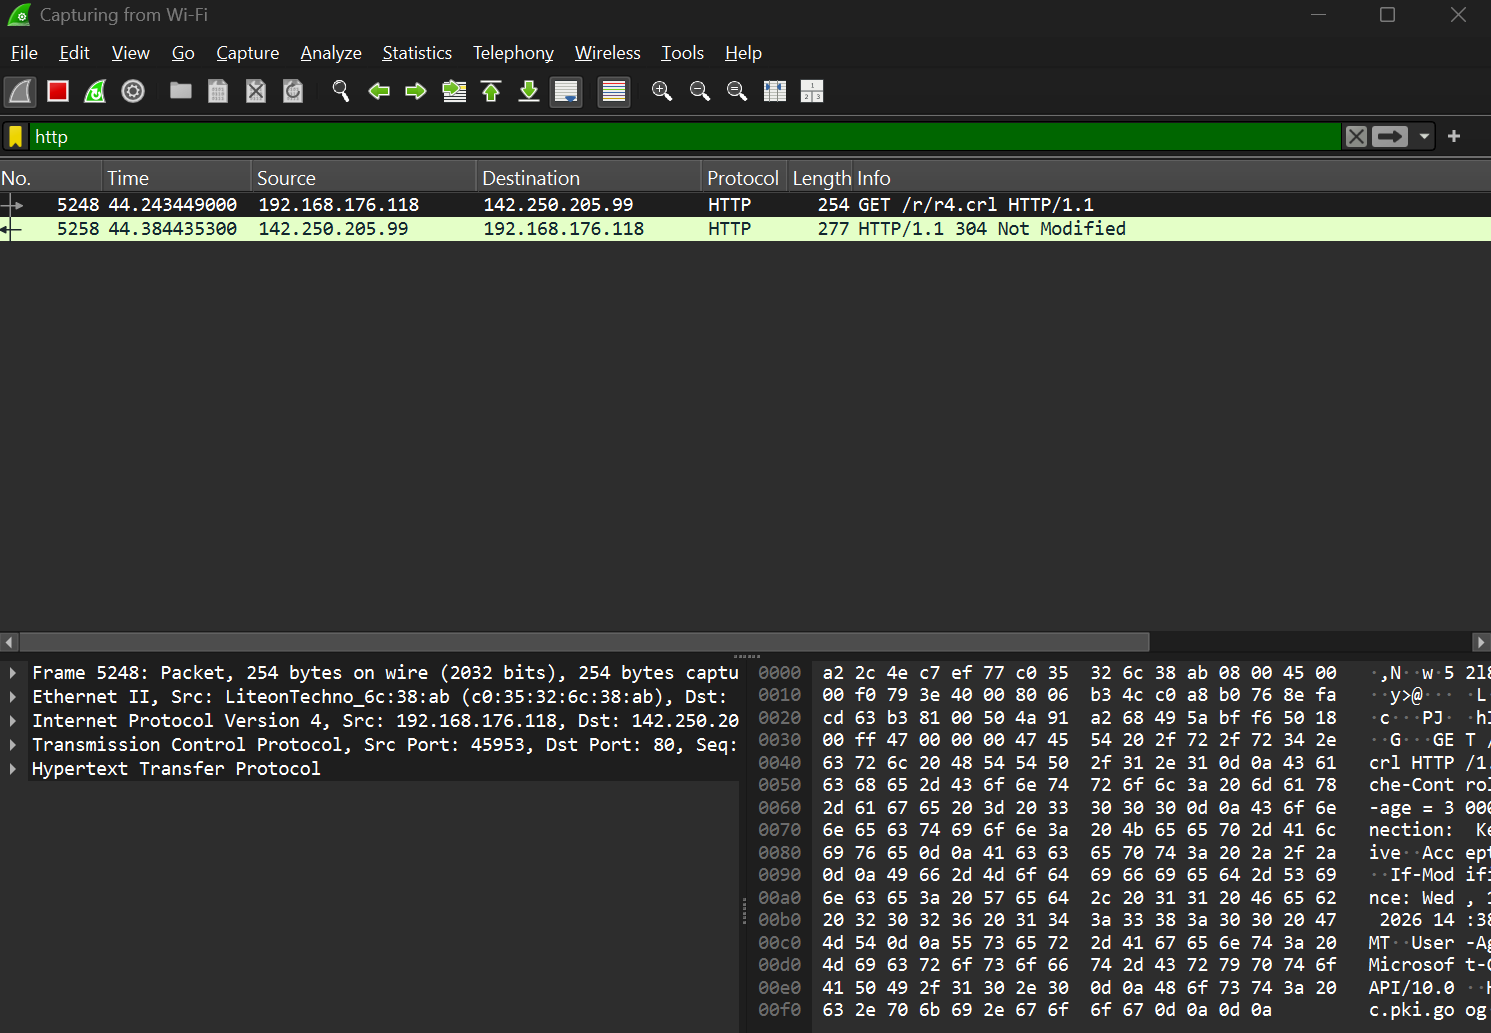 Capturing from Wi-Fi
File Edit View Go Capture Analyze Statistics Telephony Wireless Tools Help
http
No. Time Source Destination Protocol Length Info
5248 44.243449000 192.168.176.118 142.250.205.99 HTTP 254 GET /r/r4.crl HTTP/1.1
5258 44.384435300 142.250.205.99 192.168.176.118 HTTP 277 HTTP/1.1 304 Not Modified
Frame 5248: Packet, 254 bytes on wire (2032 bits), 254 bytes captu
Ethernet II, Src: LiteonTechno_6c:38:ab (c0:35:32:6c:38:ab), Dst:
Internet Protocol Version 4, Src: 192.168.176.118, Dst: 142.250.20
Transmission Control Protocol, Src Port: 45953, Dst Port: 80, Seq:
Hypertext Transfer Protocol
0000 a2 2c 4e c7 ef 77 c0 35 32 6c 38 ab 08 00 45 00 ·,N··w·5 2l8
0010 00 f0 79 3e 40 00 80 06 b3 4c c0 a8 b0 76 8e fa ··y>@··· ·L
0020 cd 63 b3 81 00 50 4a 91 a2 68 49 5a bf f6 50 18 ·c···PJ· ·hI
0030 00 ff 47 00 00 00 47 45 54 20 2f 72 2f 72 34 2e ··G···GE T /
0040 63 72 6c 20 48 54 54 50 2f 31 2e 31 0d 0a 43 61 crl HTTP /1.
0050 63 68 65 2d 43 6f 6e 74 72 6f 6c 3a 20 6d 61 78 che-Cont rol
0060 2d 61 67 65 20 3d 20 33 30 30 30 0d 0a 43 6f 6e -age = 3 000
0070 6e 65 63 74 69 6f 6e 3a 20 4b 65 65 70 2d 41 6c nection: Ke
0080 69 76 65 0d 0a 41 63 63 65 70 74 3a 20 2a 2f 2a ive··Acc ept
0090 0d 0a 49 66 2d 4d 6f 64 69 66 69 65 64 2d 53 69 ··If-Mod ifi
00a0 6e 63 65 3a 20 57 65 64 2c 20 31 31 20 46 65 62 nce: Wed , 1
00b0 20 32 30 32 36 20 31 34 3a 33 38 3a 30 30 20 47 2026 14 :38
00c0 4d 54 0d 0a 55 73 65 72 2d 41 67 65 6e 74 3a 20 MT··User -Ag
00d0 4d 69 63 72 6f 73 6f 66 74 2d 43 72 79 70 74 6f Microsof t-C
00e0 41 50 49 2f 31 30 2e 30 0d 0a 48 6f 73 74 3a 20 API/10.0 ··H
00f0 63 2e 70 6b 69 2e 67 6f 6f 67 0d 0a 0d 0a c.pki.go og